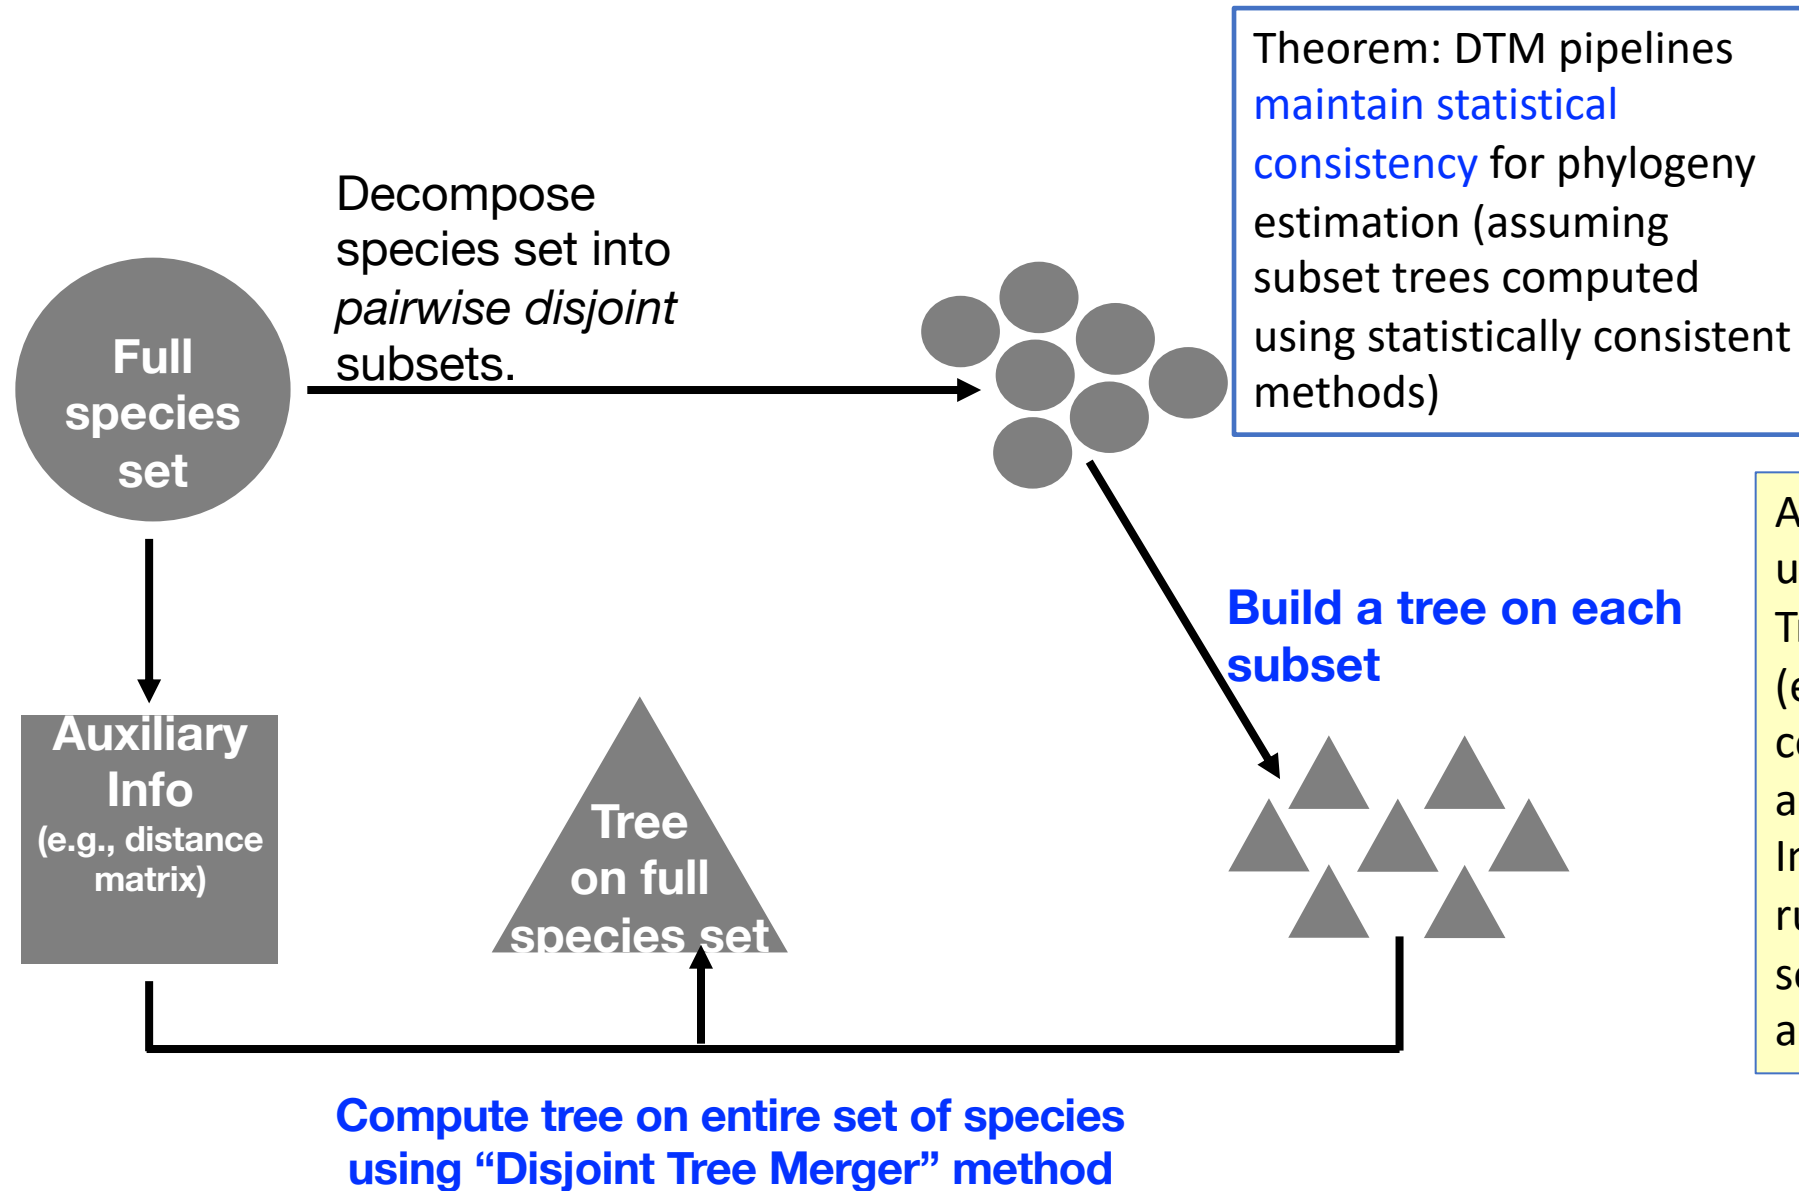 Theorem: DTM pipelines
maintain statistical
consistency for phylogeny
estimation (assuming
subset trees computed
using statistically consistent
methods)
Decompose
species set into
pairwise disjoint
subsets.
Full
species
set
Build a tree on each
subset
Auxiliary
Info
(e.g., distance
matrix)
Tree
on full
species set
Compute tree on entire set of species
using “Disjoint Tree Merger” method